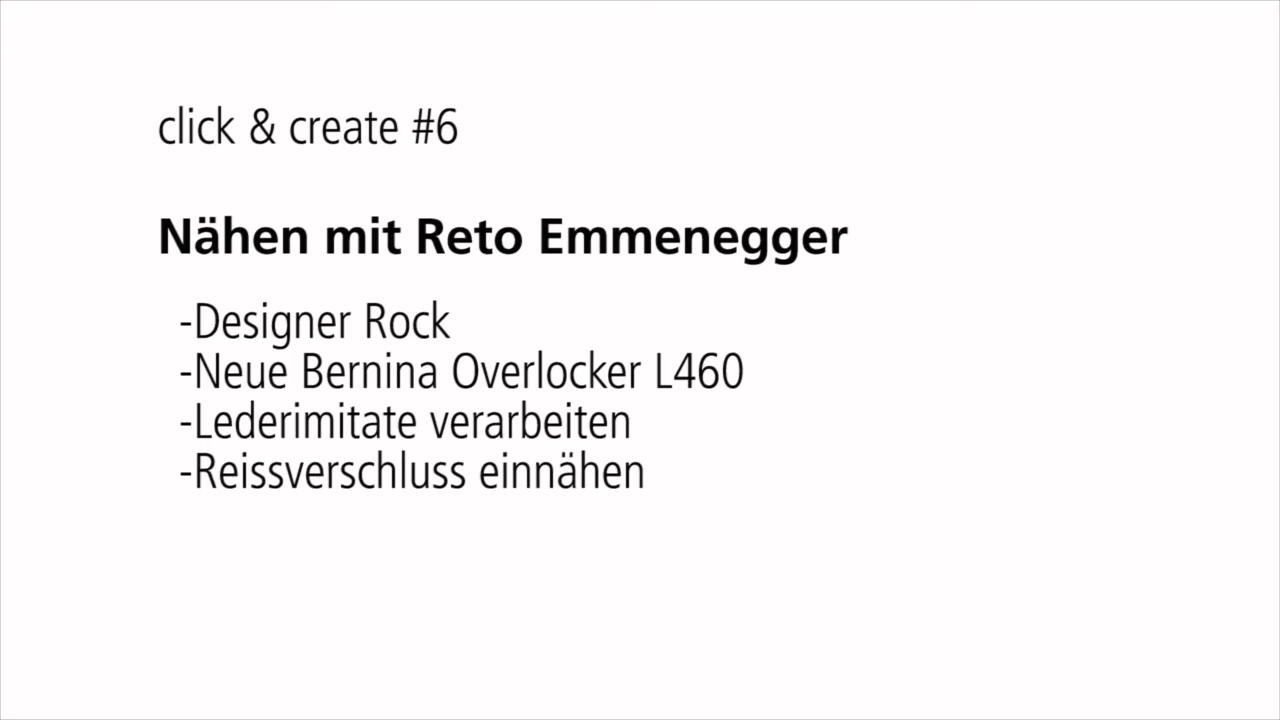 click & create #6
Nähen mit Reto Emmenegger
-Designer Rock
-Neue Bernina Overlocker L460
-Lederimitate verarbeiten
-Reissverschluss einnähen